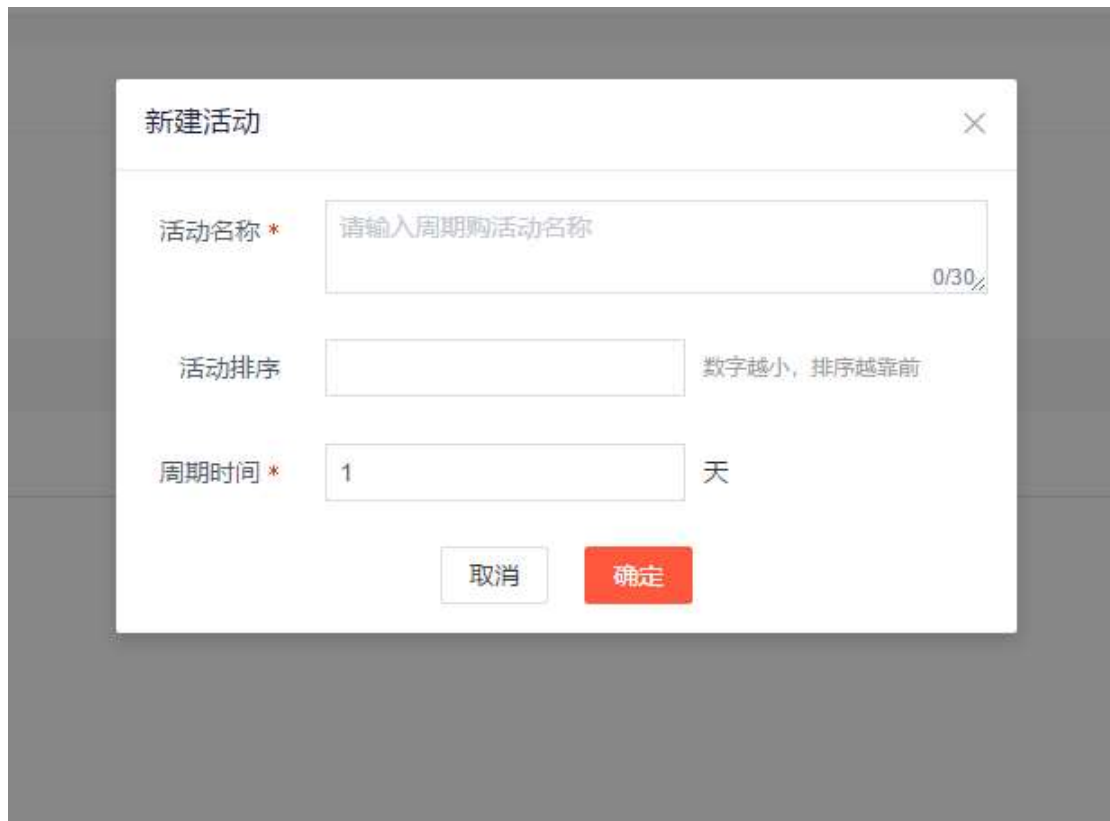 新建活动
活动名称 *
请输入周期购活动名称
0/30
活动排序
数字越小，排序越靠前
周期时间 *
1
天
取消
确定